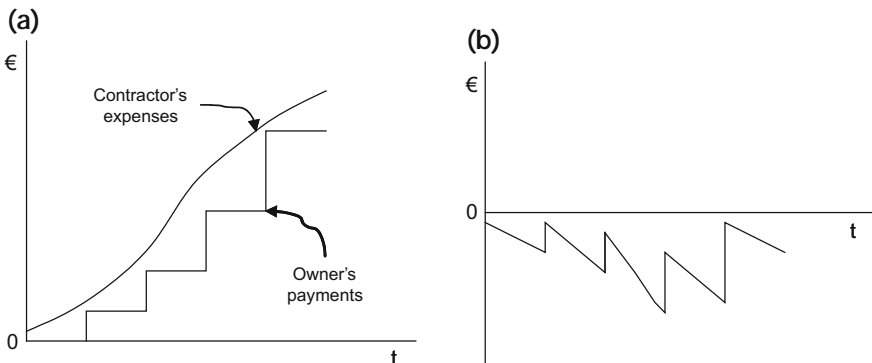 (a)
€
Contractor's
expenses
Owner's
payments
0
t
(b)
€
0
t